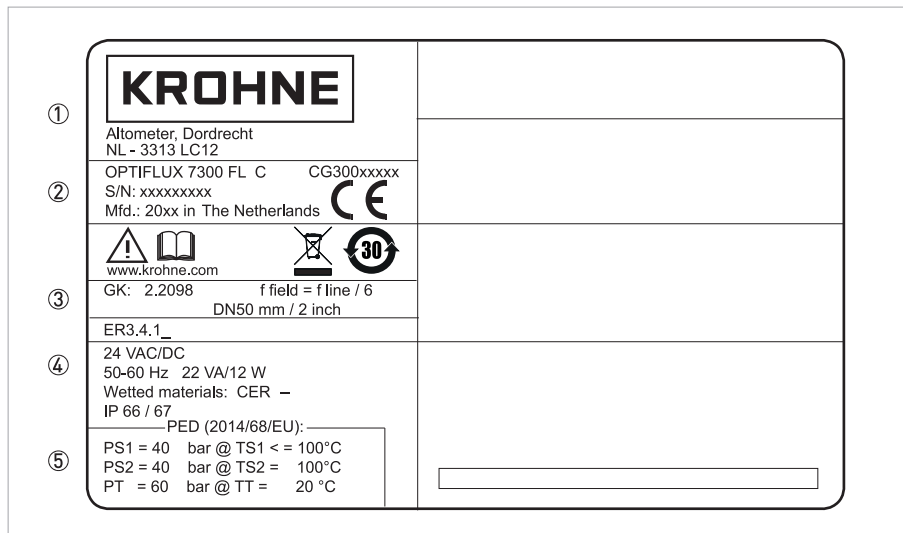 KROHNE
① Altometer, Dordrecht
NL - 3313 LC12
② OPTIFLUX 7300 FL C CG300xxxxx
S/N: xxxxxxxxx
Mfd.: 20xx in The Netherlands CE
30
www.krohne.com
③ GK: 2.2098 f field = f line / 6
DN50 mm / 2 inch
ER3.4.1_
④ 24 VAC/DC
50-60 Hz 22 VA/12 W
Wetted materials: CER –
IP 66 / 67
PED (2014/68/EU):
⑤ PS1 = 40 bar @ TS1 < = 100°C
PS2 = 40 bar @ TS2 = 100°C
PT = 60 bar @ TT = 20 °C